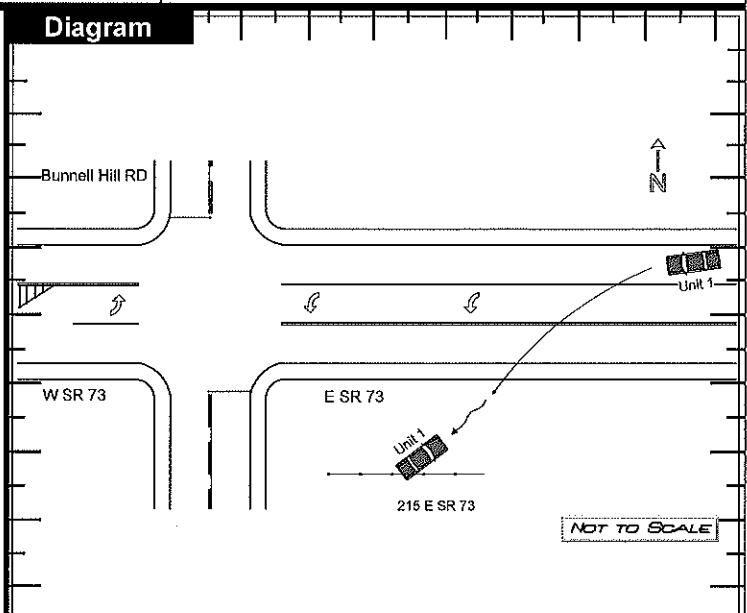 Diagram
Bunnell Hill RD
N
Unit 1
W SR 73
E SR 73
Unit 1
215 E SR 73
NOT TO SCALE